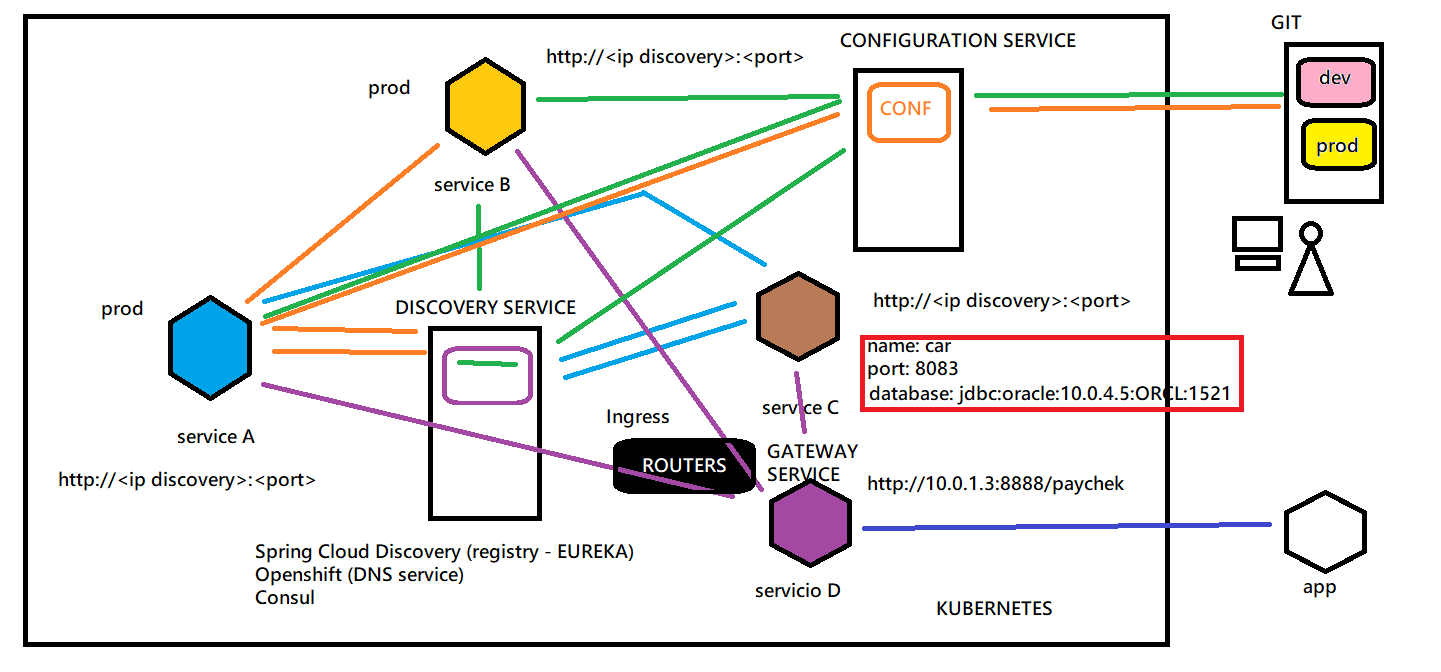 GIT
CONFIGURATION SERVICE
http://<ip discovery>:<port>
dev
prod
CONF
prod
service B
http://<ip discovery>:<port>
prod
DISCOVERY SERVICE
name: car
port: 8083
database: jdbc:oracle:10.0.4.5:ORCL:1521
service C
Ingress
service A
GATEWAY
SERVICE
ROUTERS
http://<ip discovery>:<port>
http://10.0.1.3:8888/paychek
Spring Cloud Discovery (registry - EUREKA)
Openshift (DNS service)
Consul
servicio D
app
KUBERNETES